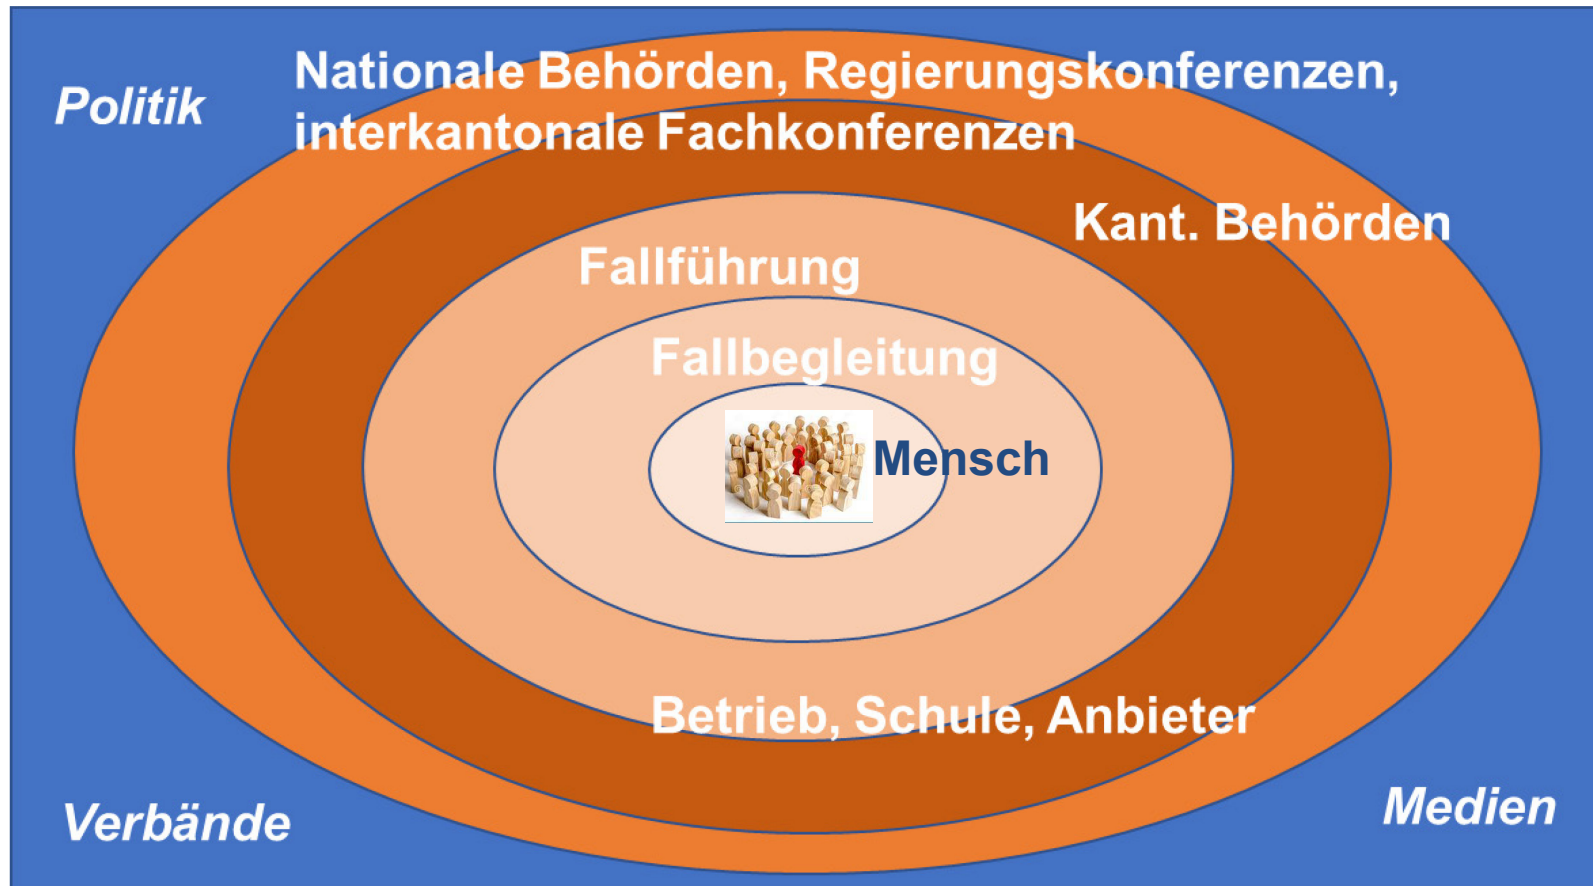 Politik
Nationale Behörden, Regierungskonferenzen,
interkantonale Fachkonferenzen
Kant. Behörden
Fallführung
Fallbegleitung
Mensch
Betrieb, Schule, Anbieter
Verbände
Medien